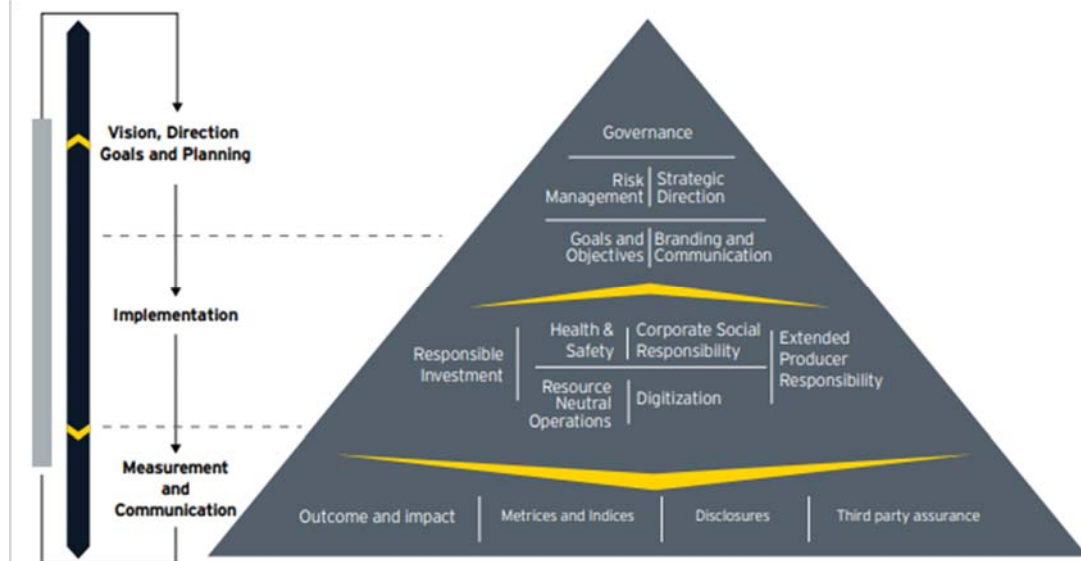 Vision, Direction
Goals and Planning
Implementation
Measurement
and
Communication
Governance
Risk
Management
Strategic
Direction
Goals and
Objectives
Branding and
Communication
Responsible
Investment
Health &
Safety
Corporate Social
Responsibility
Resource
Neutral
Operations
Digitization
Extended
Producer
Responsibility
Outcome and impact
Metrices and Indices
Disclosures
Third party assurance